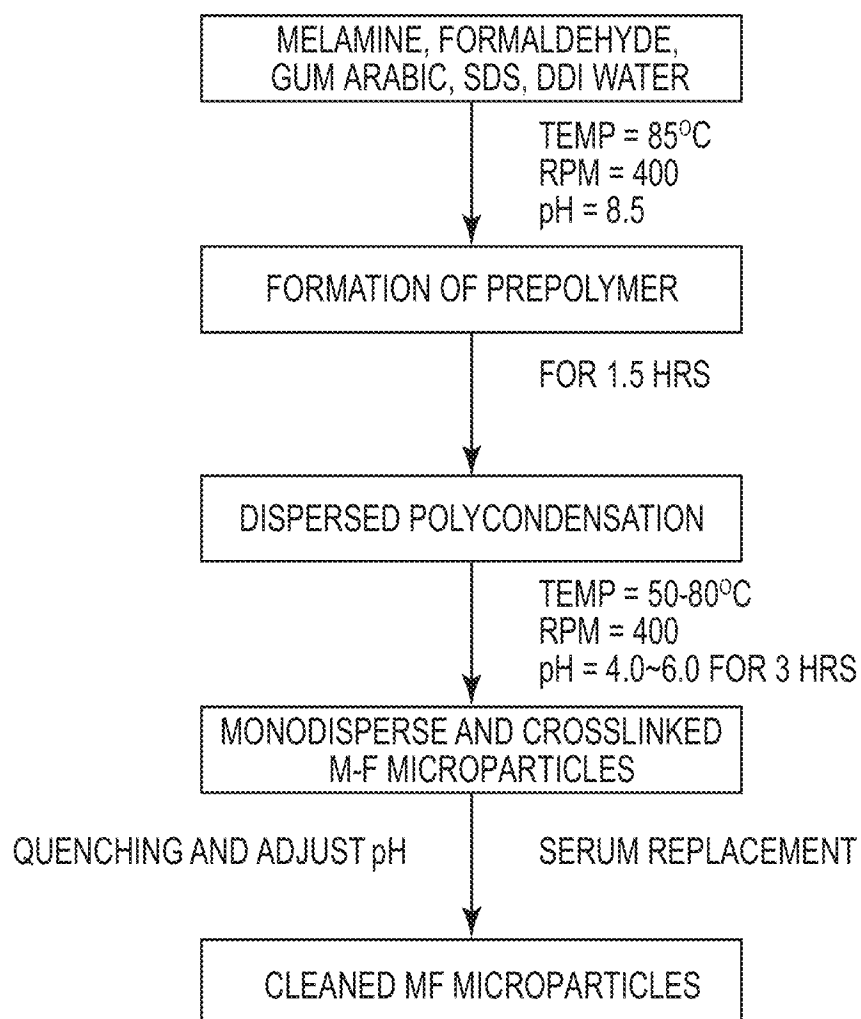 MELAMINE, FORMALDEHYDE,
GUM ARABIC, SDS, DDI WATER
TEMP = 85°C
RPM = 400
pH = 8.5
FORMATION OF PREPOLYMER
FOR 1.5 HRS
DISPERSED POLYCONDENSATION
TEMP = 50-80°C
RPM = 400
pH = 4.0~6.0 FOR 3 HRS
MONODISPERSE AND CROSSLINKED
M-F MICROPARTICLES
QUENCHING AND ADJUST pH
SERUM REPLACEMENT
CLEANED MF MICROPARTICLES